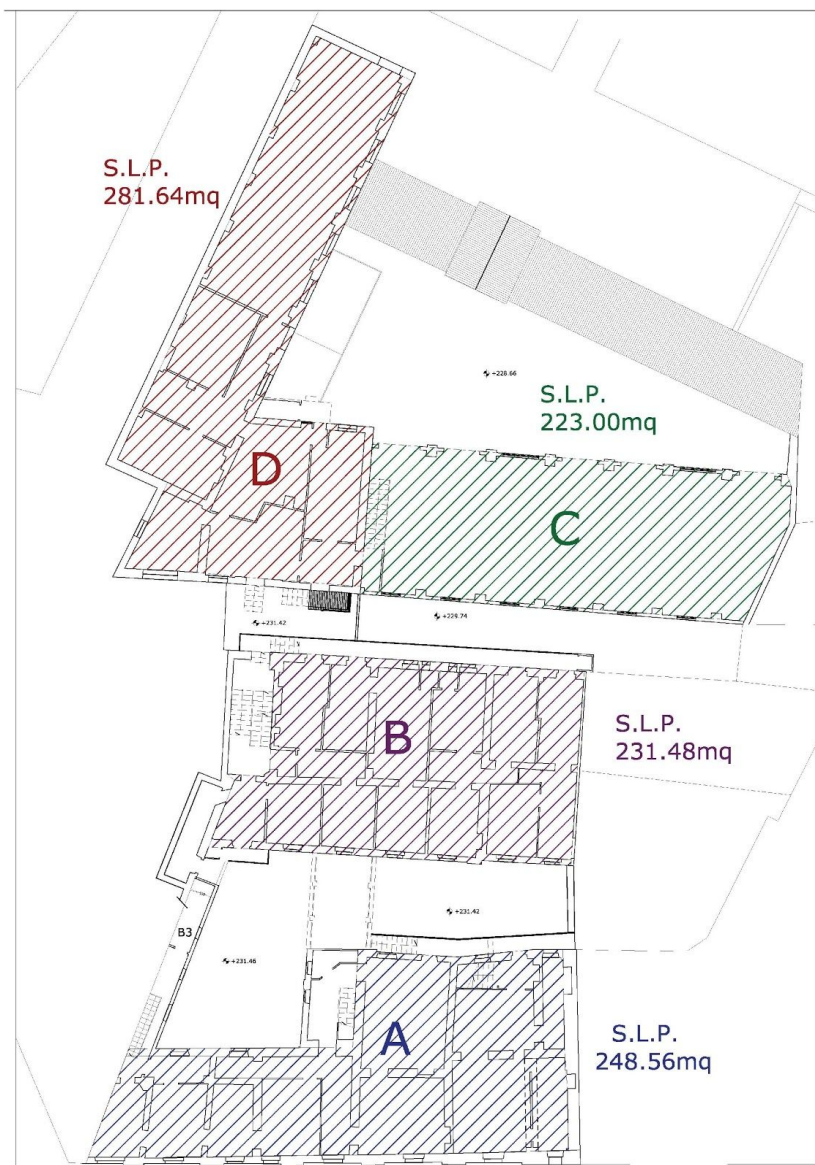 S.L.P.
281.64mq
+228.66
S.L.P.
223.00mq
D
C
+231.42
+229.74
B
S.L.P.
231.48mq
B3
+231.42
+231.46
A
S.L.P.
248.56mq